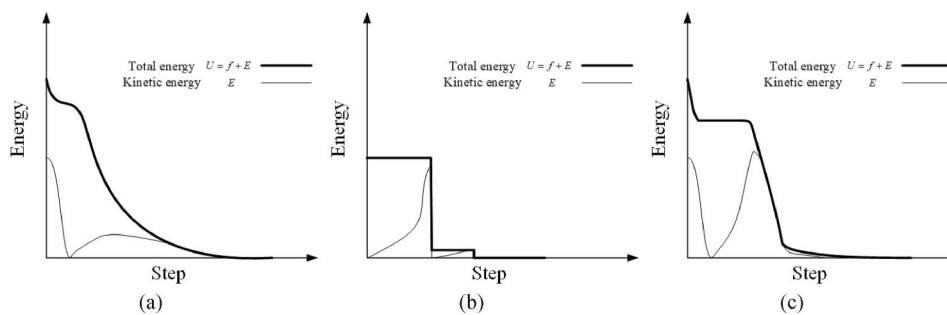 Energy
Total energy U = f + E
Kinetic energy E
Step
(a)
Energy
Total energy U = f + E
Kinetic energy E
Step
(b)
Energy
Total energy U = f + E
Kinetic energy E
Step
(c)